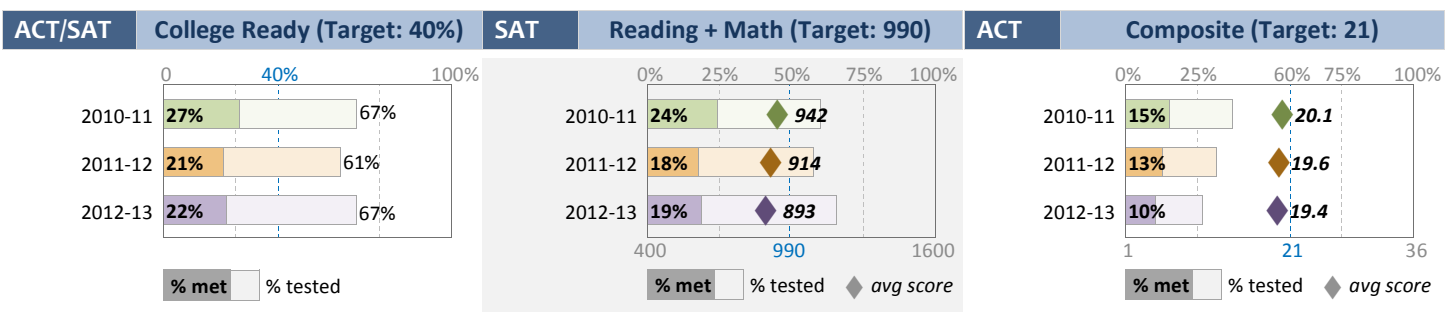 ACT/SAT College Ready (Target: 40%)
0 40% 100%
2010-11 27% 67%
2011-12 21% 61%
2012-13 22% 67%
% met % tested
SAT Reading + Math (Target: 990)
0% 25% 50% 75% 100%
2010-11 24% 942
2011-12 18% 914
2012-13 19% 893
400 990 1600
% met % tested avg score
ACT Composite (Target: 21)
0% 25% 60% 75% 100%
2010-11 15% 20.1
2011-12 13% 19.6
2012-13 10% 19.4
1 21 36
% met % tested avg score